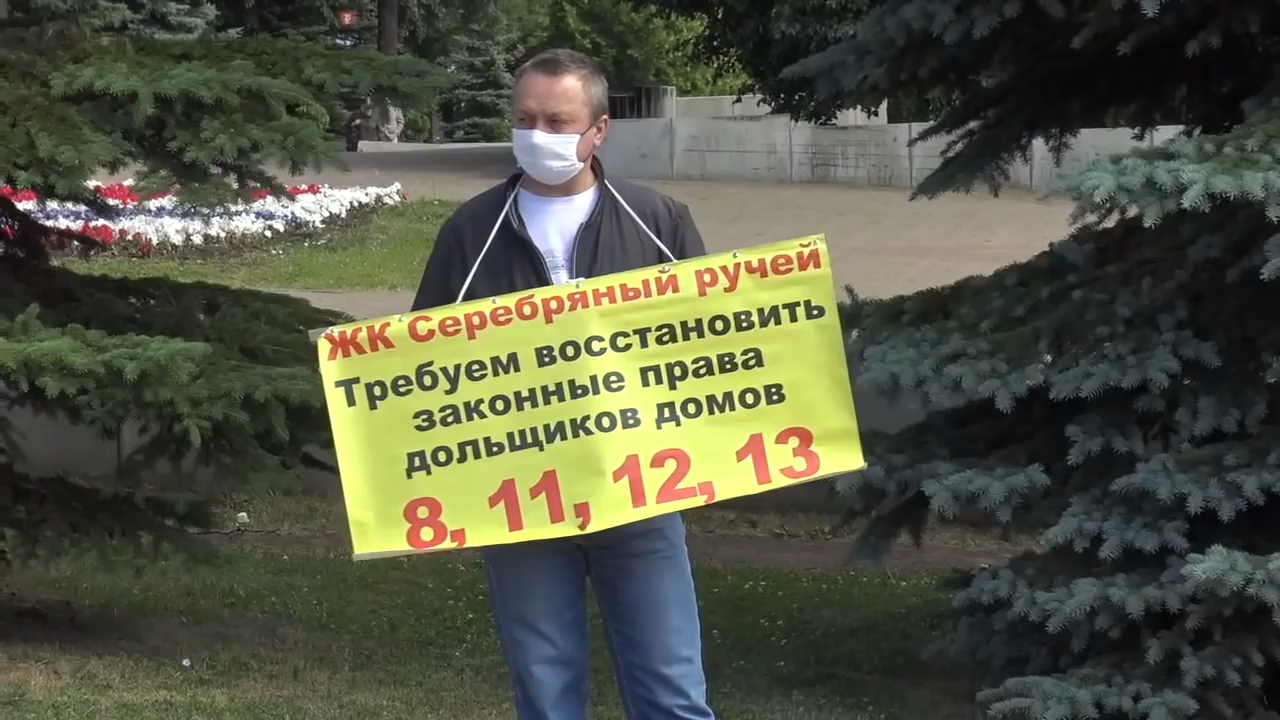 ЖК Серебряный ручей
Требуем восстановить
законные права
дольщиков домов
8, 11, 12, 13